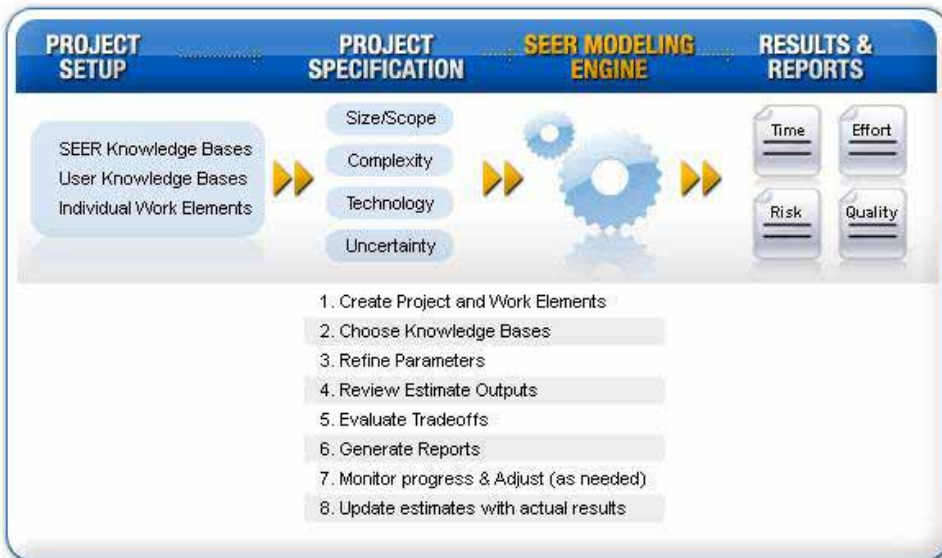 PROJECT
SETUP
PROJECT
SPECIFICATION
SEER MODELING
ENGINE
RESULTS &
REPORTS
SEER Knowledge Bases
User Knowledge Bases
Individual Work Elements
Size/Scope
Complexity
Technology
Uncertainty
Time
Effort
Risk
Quality
1. Create Project and Work Elements
2. Choose Knowledge Bases
3. Refine Parameters
4. Review Estimate Outputs
5. Evaluate Tradeoffs
6. Generate Reports
7. Monitor progress & Adjust (as needed)
8. Update estimates with actual results